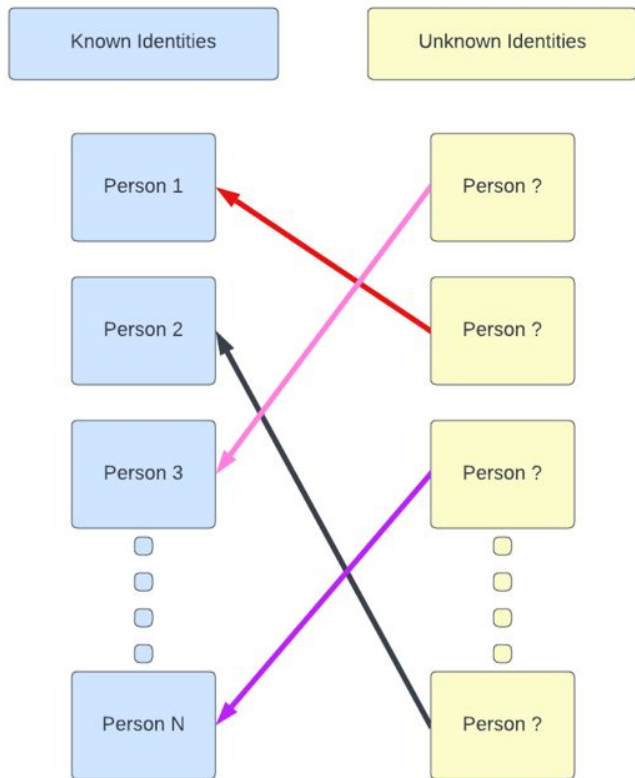 Known Identities
Unknown Identities
Person 1
Person ?
Person 2
Person ?
Person 3
Person ?
Person N
Person ?